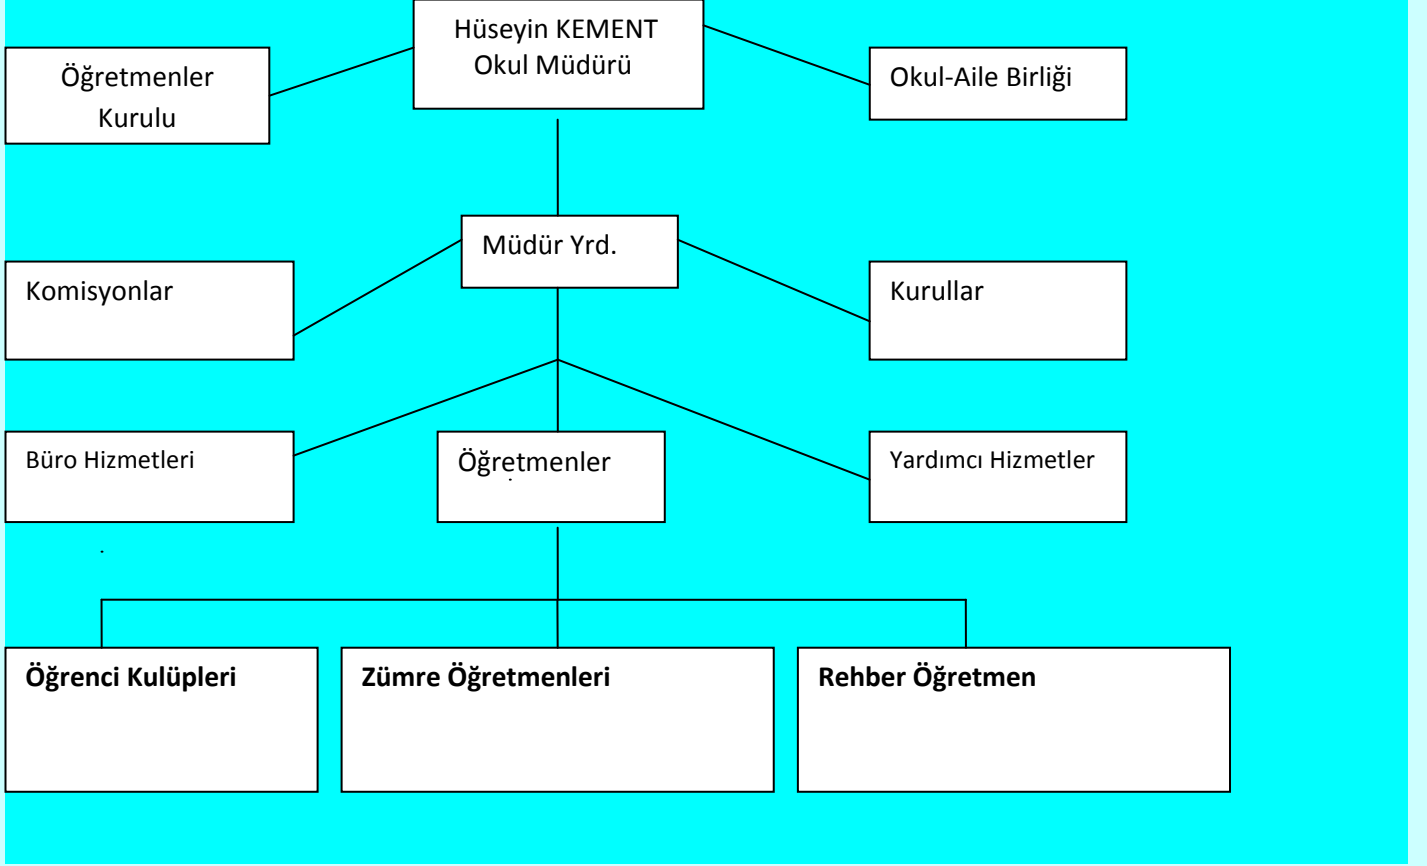 Hüseyin KEMENT
Okul Müdürü
Öğretmenler
Kurulu
Okul-Aile Birliği
Müdür Yrd.
Komisyonlar
Kurullar
Büro Hizmetleri
Öğretmenler
Yardımcı Hizmetler
Öğrenci Kulüpleri
Zümre Öğretmenleri
Rehber Öğretmen